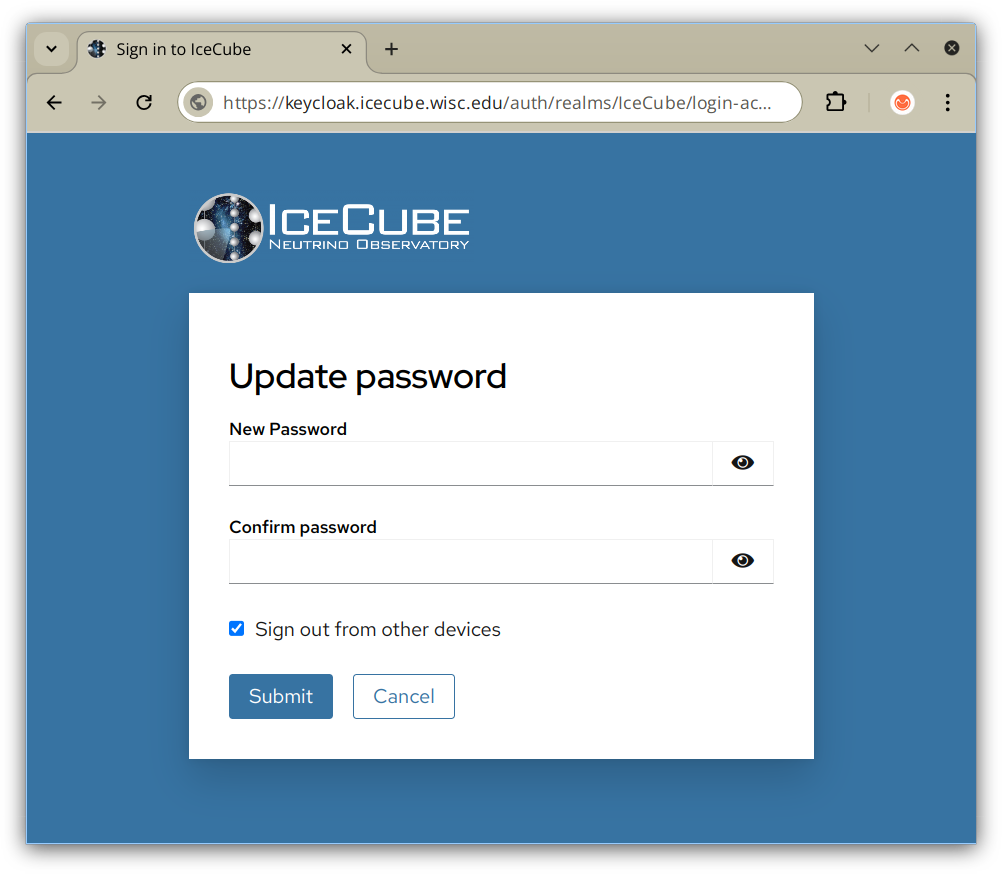 Sign in to IceCube
https://keycloak.icecube.wisc.edu/auth/realms/IceCube/login-ac...
ICECUBE
NEUTRINO OBSERVATORY
Update password
New Password
Confirm password
Sign out from other devices
Submit Cancel